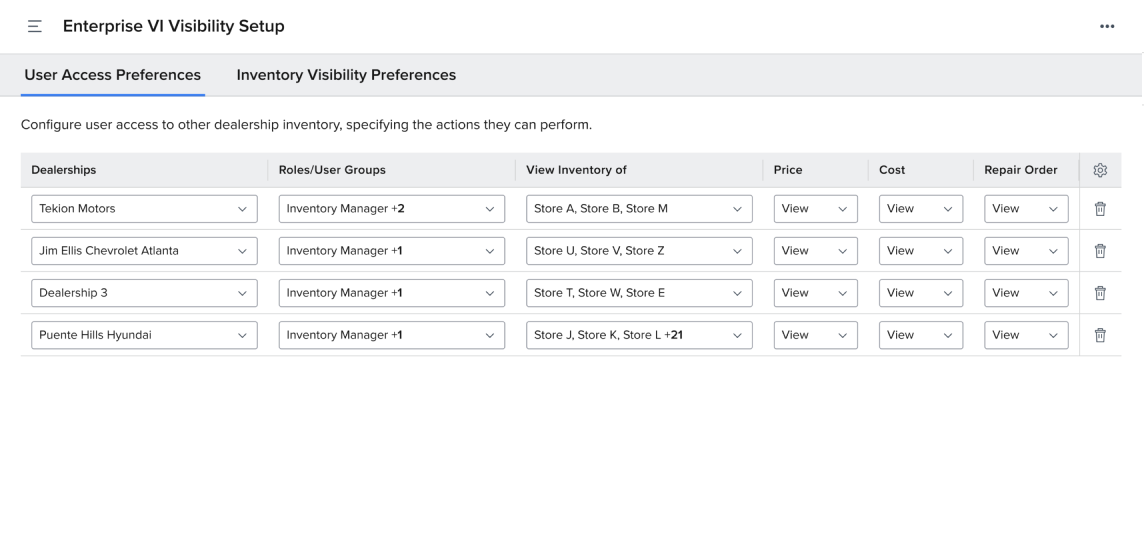 Enterprise VI Visibility Setup
User Access Preferences Inventory Visibility Preferences
Configure user access to other dealership inventory, specifying the actions they can perform.
Dealerships Roles/User Groups View Inventory of Price Cost Repair Order
Tekion Motors Inventory Manager +2 Store A, Store B, Store M View View View
Jim Ellis Chevrolet Atlanta Inventory Manager +1 Store U, Store V, Store Z View View View
Dealership 3 Inventory Manager +1 Store T, Store W, Store E View View View
Puente Hills Hyundai Inventory Manager +1 Store J, Store K, Store L +21 View View View